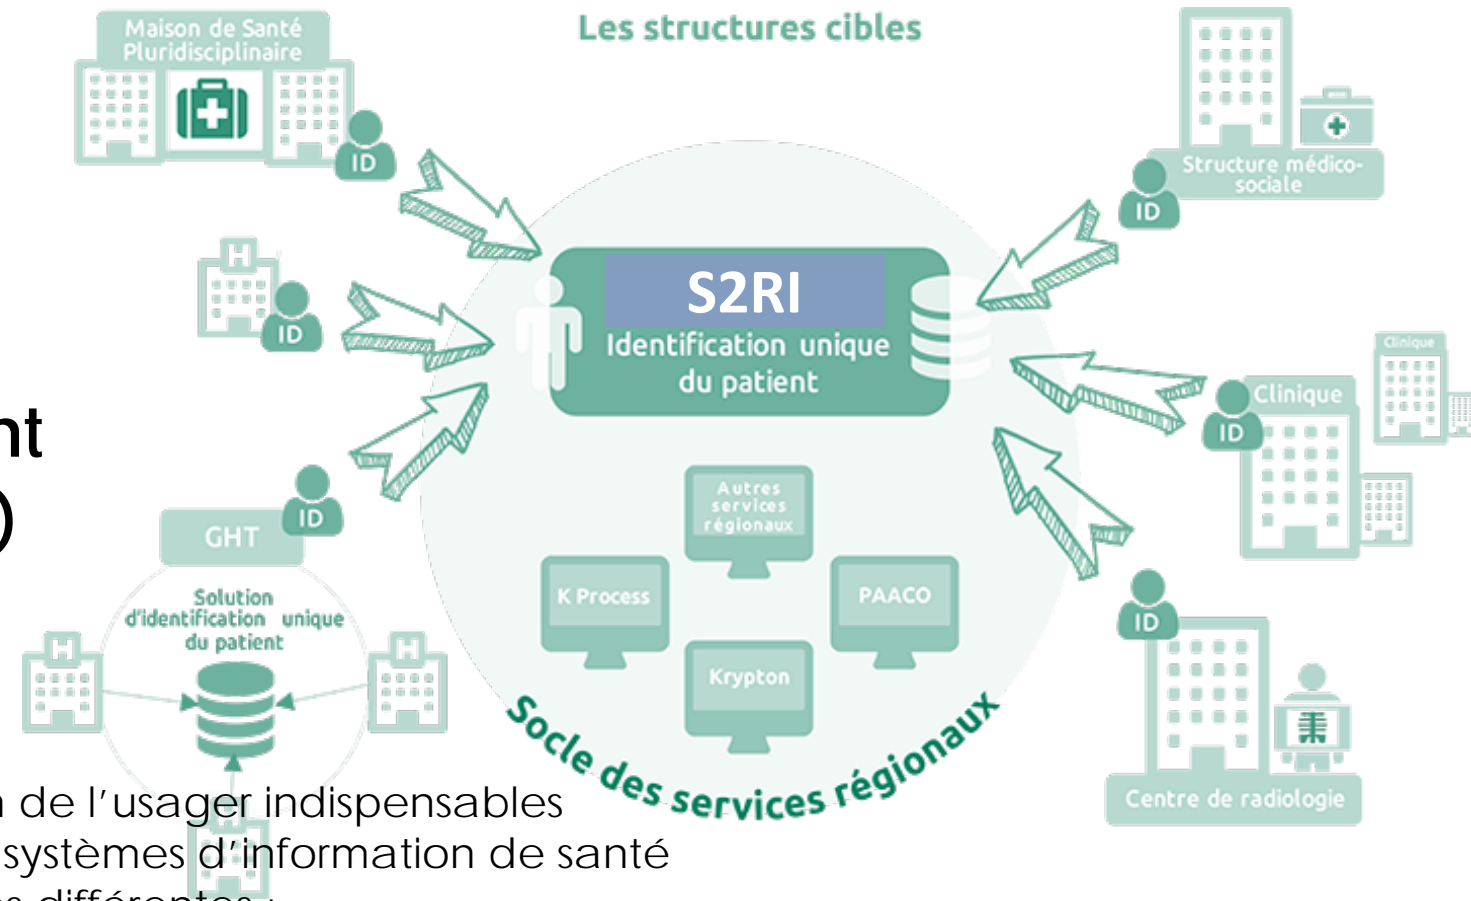 Les structures cibles
Maison de Santé
Pluridisciplinaire
ID
Structure médico-
sociale
ID
S2RI
Identification unique
du patient
ID
Clinique
Clinique
ID
nt
)
ID
GHT
Solution
d'identification unique
du patient
Autres
services
régionaux
K Process
PAACO
Krypton
Socle des services régionaux
ID
Centre de radiologie
de l'usager indispensables
systèmes d'information de santé
différentes :
H
H
H